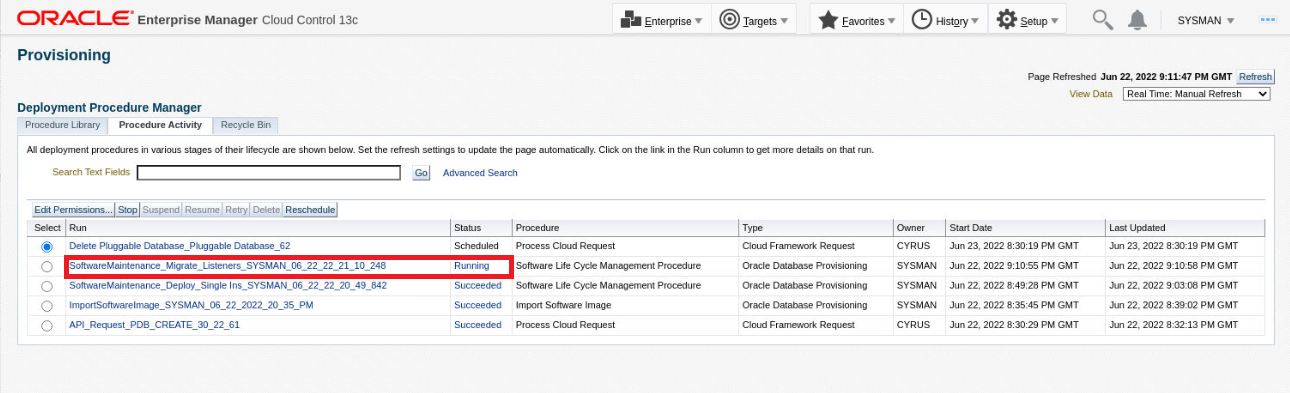 ORACLE Enterprise Manager Cloud Control 13c Enterprise Targets Favorites History Setup SYSMAN
Provisioning
Page Refreshed Jun 22, 2022 9:11:47 PM GMT Refresh
View Data Real Time: Manual Refresh
Deployment Procedure Manager
Procedure Library Procedure Activity Recycle Bin
All deployment procedures in various stages of their lifecycle are shown below. Set the refresh settings to update the page automatically. Click on the link in the Run column to get more details on that run.
Search Text Fields Go Advanced Search
Edit Permissions... Stop Suspend Resume Retry Delete Reschedule
Select Run Status Procedure Type Owner Start Date Last Updated
Delete Pluggable Database_Pluggable Database_62 Scheduled Process Cloud Request Cloud Framework Request CYRUS Jun 23, 2022 8:30:19 PM GMT Jun 23, 2022 8:30:19 PM GMT
SoftwareMaintenance_Migrate_Listeners_SYSMAN_06_22_22_21_10_248 Running Software Life Cycle Management Procedure Oracle Database Provisioning SYSMAN Jun 22, 2022 9:10:55 PM GMT Jun 22, 2022 9:10:58 PM GMT
SoftwareMaintenance_Deploy_Single Ins_SYSMAN_06_22_22_20_49_842 Succeeded Software Life Cycle Management Procedure Oracle Database Provisioning SYSMAN Jun 22, 2022 8:49:28 PM GMT Jun 22, 2022 9:03:08 PM GMT
ImportSoftwareImage_SYSMAN_06_22_2022_20_35_PM Succeeded Import Software Image Oracle Database Provisioning SYSMAN Jun 22, 2022 8:35:45 PM GMT Jun 22, 2022 8:39:02 PM GMT
API_Request_PDB_CREATE_30_22_61 Succeeded Process Cloud Request Cloud Framework Request CYRUS Jun 22, 2022 8:30:29 PM GMT Jun 22, 2022 8:32:13 PM GMT